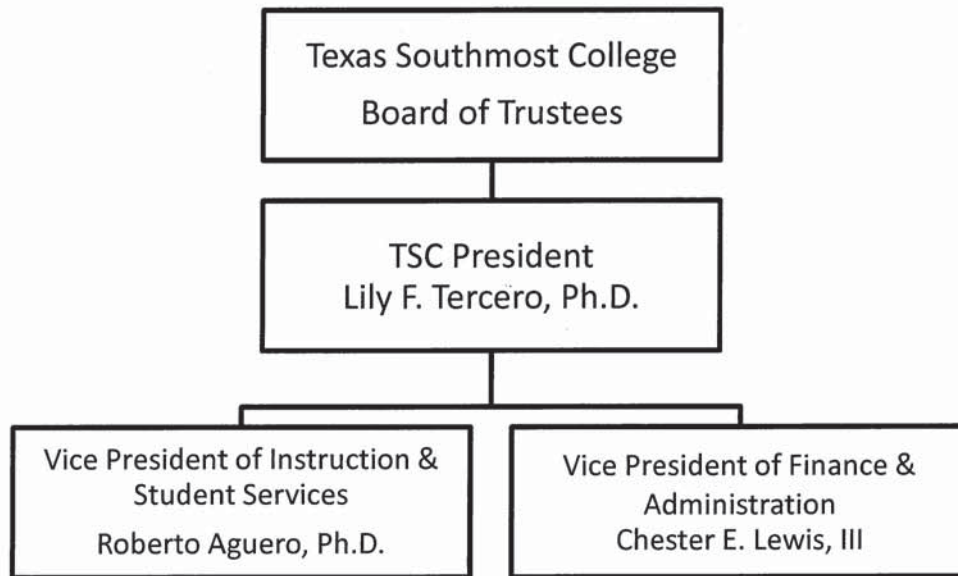 Texas Southmost College
Board of Trustees
TSC President
Lily F. Tercero, Ph.D.
Vice President of Instruction &
Student Services
Roberto Aguero, Ph.D.
Vice President of Finance &
Administration
Chester E. Lewis, III